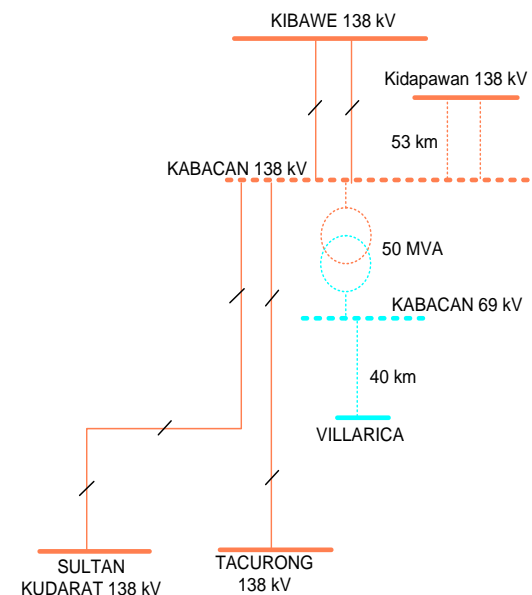 KIBAWE 138 kV
Kidapawan 138 kV
53 km
KABACAN 138 kV
50 MVA
KABACAN 69 kV
40 km
VILLARICA
SULTAN
KUDARAT 138 kV
TACURONG
138 kV